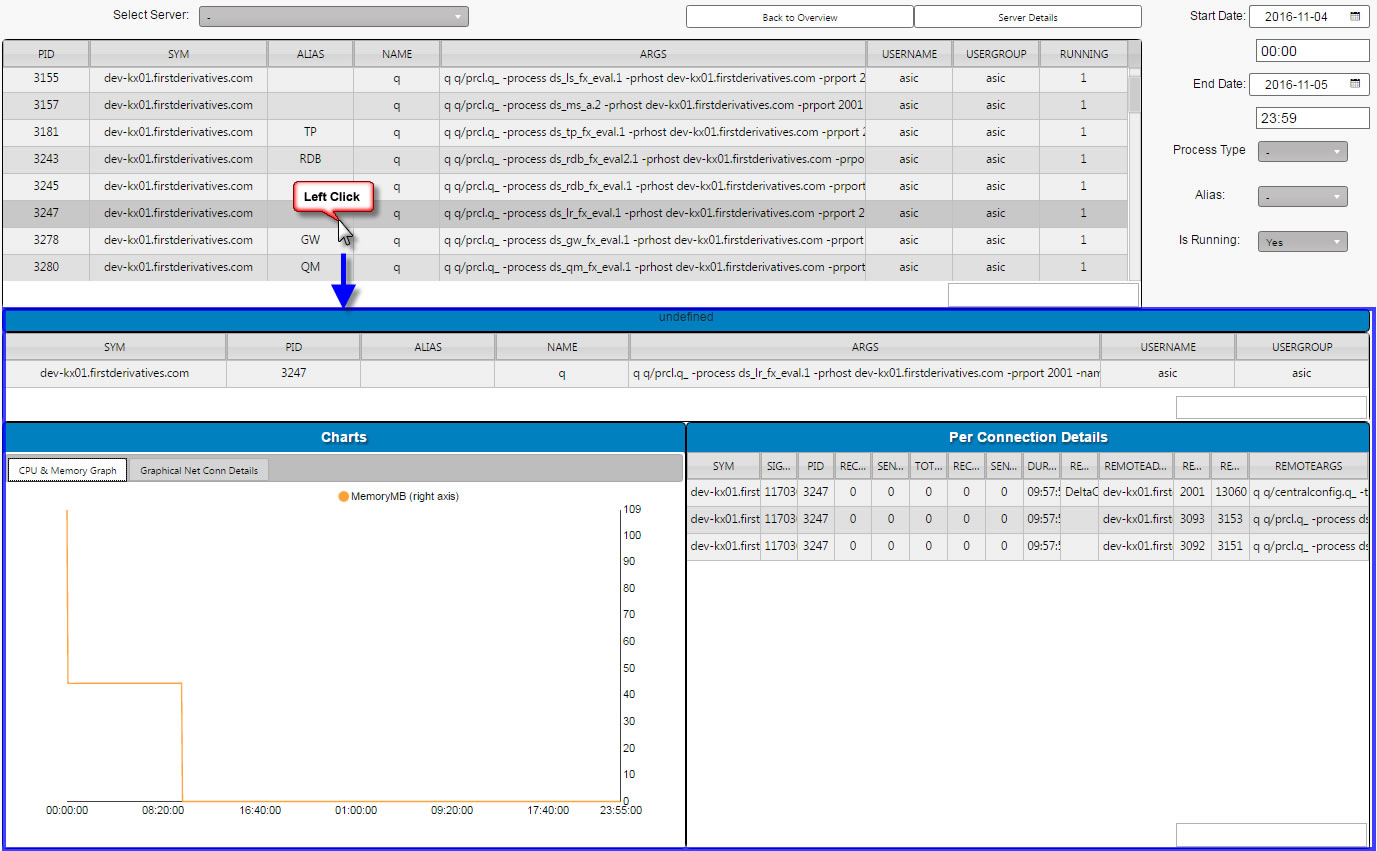 Select Server: -
Back to Overview
Server Details
Start Date: 2016-11-04
00:00
End Date: 2016-11-05
23:59
Process Type -
Alias: -
Is Running: Yes
PID SYM ALIAS NAME ARGS USERNAME USERGROUP RUNNING
3155 dev-kx01.firstderivatives.com q q q/prcl.q_ -process ds_ls_fx_eval.1 -prhost dev-kx01.firstderivatives.com -prport 2 asic asic 1
3157 dev-kx01.firstderivatives.com q q q/prcl.q_ -process ds_ms_a.2 -prhost dev-kx01.firstderivatives.com -prport 2001 asic asic 1
3181 dev-kx01.firstderivatives.com TP q q q/prcl.q_ -process ds_tp_fx_eval.1 -prhost dev-kx01.firstderivatives.com -prport 2 asic asic 1
3243 dev-kx01.firstderivatives.com RDB q q q/prcl.q_ -process ds_rdb_fx_eval2.1 -prhost dev-kx01.firstderivatives.com -prpo asic asic 1
3245 dev-kx01.firstderivatives.com q q q/prcl.q_ -process ds_rdb_fx_eval.1 -prhost dev-kx01.firstderivatives.com -prport asic asic 1
Left Click
3247 dev-kx01.firstderivatives.com q q q/prcl.q_ -process ds_lr_fx_eval.1 -prhost dev-kx01.firstderivatives.com -prport 2 asic asic 1
3278 dev-kx01.firstderivatives.com GW q q q/prcl.q_ -process ds_gw_fx_eval.1 -prhost dev-kx01.firstderivatives.com -prport asic asic 1
3280 dev-kx01.firstderivatives.com QM q q q/prcl.q_ -process ds_qm_fx_eval.1 -prhost dev-kx01.firstderivatives.com -prport asic asic 1
undefined
SYM PID ALIAS NAME ARGS USERNAME USERGROUP
dev-kx01.firstderivatives.com 3247 q q q/prcl.q_ -process ds_lr_fx_eval.1 -prhost dev-kx01.firstderivatives.com -prport 2001 -nam asic asic
Charts
CPU & Memory Graph Graphical Net Conn Details
MemoryMB (right axis)
109
100
90
80
70
60
50
40
30
20
10
0
00:00:00 08:20:00 16:40:00 01:00:00 09:20:00 17:40:00 23:55:00
Per Connection Details
SYM SIG... PID REC... SEN... TOT... REC... SEN... DUR... RE... REMOTEAD... RE... RE... REMOTEARGS
dev-kx01.first 11703 3247 0 0 0 0 0 09:57:5 DeltaC dev-kx01.first 2001 13060 q q/centralconfig.q_ -t
dev-kx01.first 11703 3247 0 0 0 0 0 09:57:5 dev-kx01.first 3093 3153 q q/prcl.q_ -process ds
dev-kx01.first 11703 3247 0 0 0 0 0 09:57:5 dev-kx01.first 3092 3151 q q/prcl.q_ -process ds